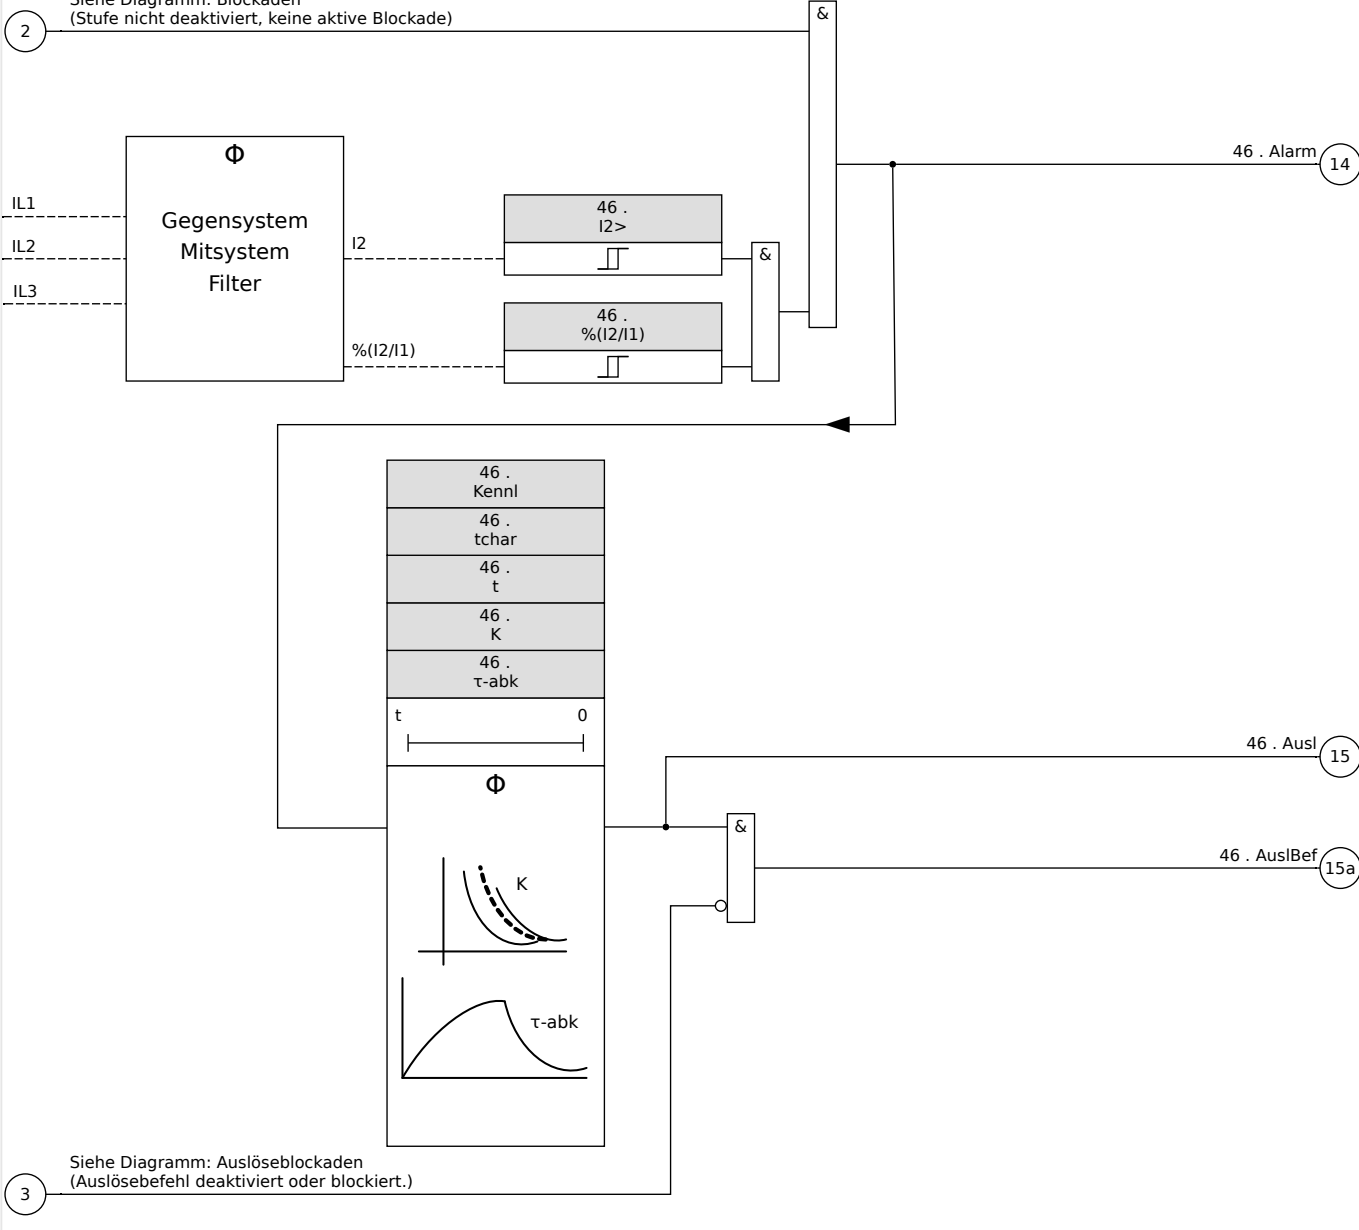 Siehe Diagramm: Blockaden
(Stufe nicht deaktiviert, keine aktive Blockade)
2
&
46 . Alarm
14
Φ
Gegensystem
Mitsystem
Filter
IL1
IL2
IL3
I2
%(I2/I1)
46 .
I2>
46 .
%(I2/I1)
&
46 .
Kennl
46 .
tchar
46 .
t
46 .
K
46 .
τ-abk
t 0
Φ
K
τ-abk
46 . Ausl
15
&
46 . AuslBef
15a
Siehe Diagramm: Auslöseblockaden
(Auslösebefehl deaktiviert oder blockiert.)
3